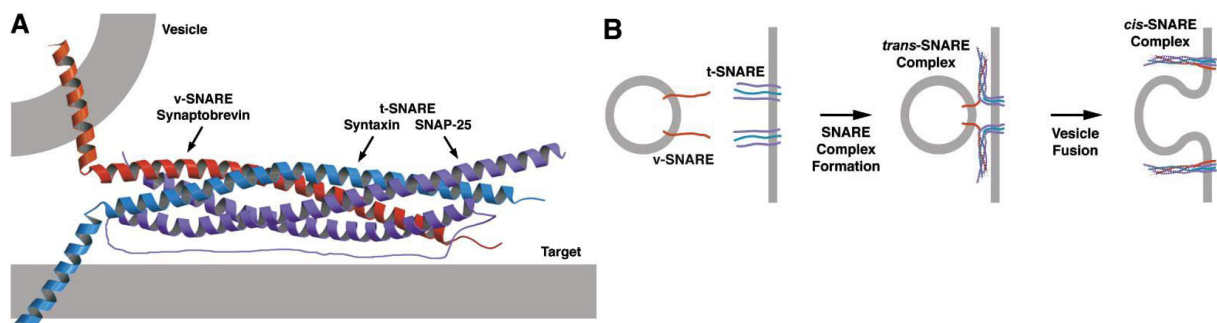 A
Vesicle
v-SNARE
Synaptobrevin
t-SNARE
Syntaxin SNAP-25
Target
B
t-SNARE
v-SNARE
SNARE
Complex
Formation
trans-SNARE
Complex
Vesicle
Fusion
cis-SNARE
Complex